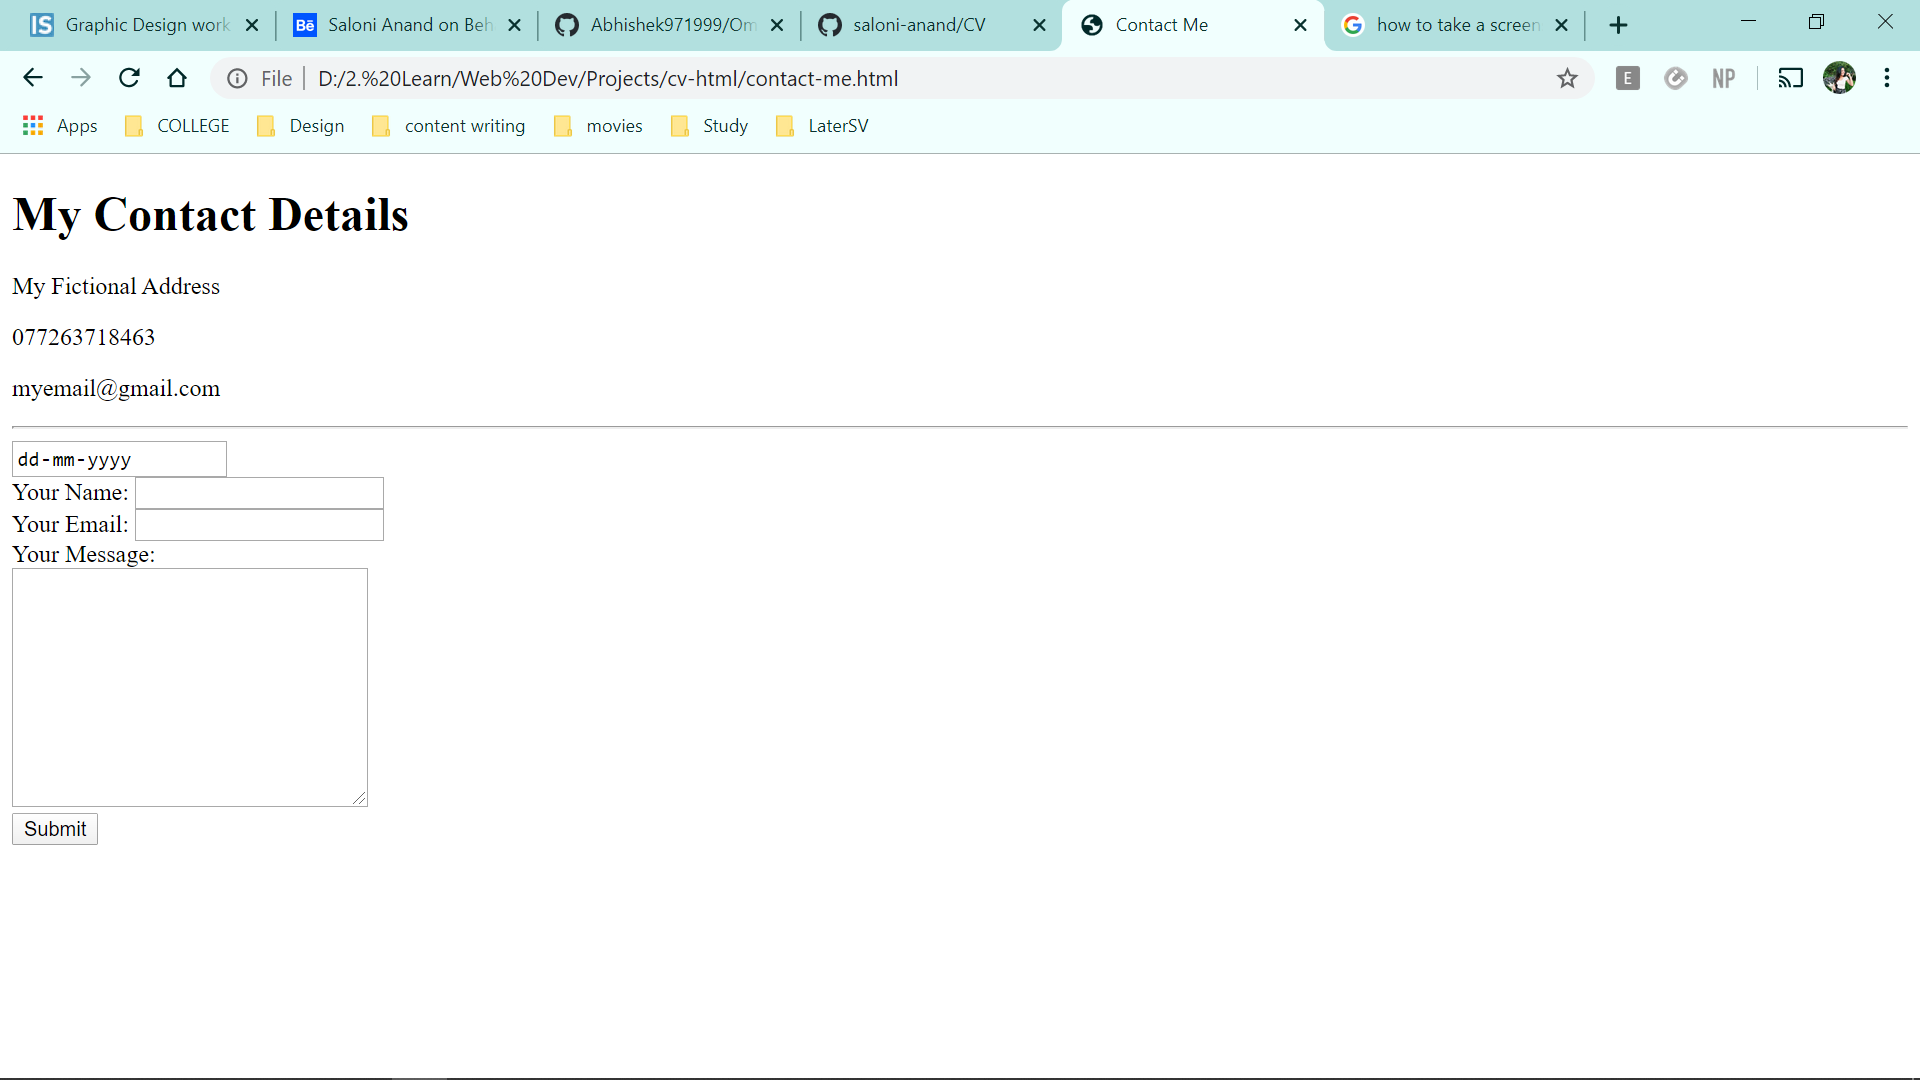 IS Graphic Design work
Bē Saloni Anand on Beh
Abhishek971999/Om
saloni-anand/CV
Contact Me
G how to take a screen
File D:/2.%20Learn/Web%20Dev/Projects/cv-html/contact-me.html
E
NP
Apps COLLEGE Design content writing movies Study LaterSV
My Contact Details
My Fictional Address
077263718463
myemail@gmail.com
dd-mm-yyyy
Your Name:
Your Email:
Your Message:
Submit